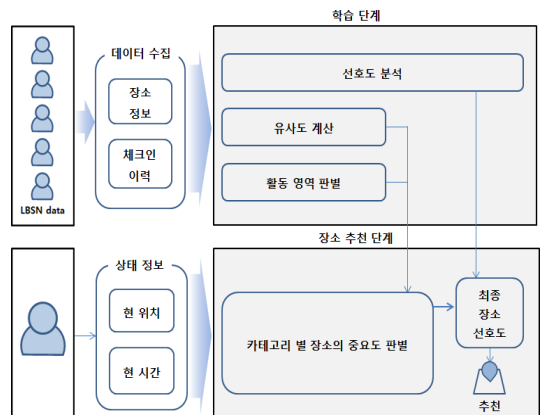 학습 단계
데이터 수집
장소
정보
체크인
이력
LBSN data
선호도 분석
유사도 계산
활동 영역 판별
장소 추천 단계
상태 정보
현 위치
현 시간
카테고리 별 장소의 중요도 판별
최종
장소
선호도
추천